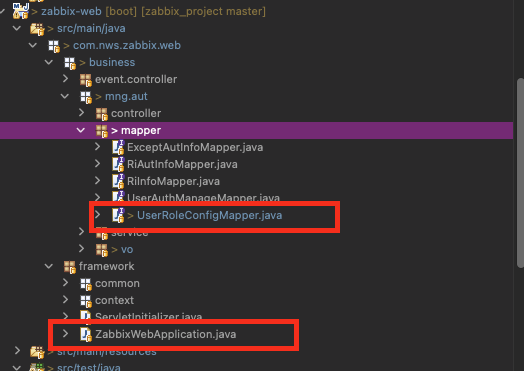 > zabbix-web [boot] [zabbix_project master]
> src/main/java
> com.nws.zabbix.web
> business
event.controller
> mng.aut
controller
> mapper
ExceptAutInfoMapper.java
RiAutInfoMapper.java
RiInfoMapper.java
UserAuthManageMapper.java
> UserRoleConfigMapper.java
service
> vo
framework
common
context
ServletInitializer.java
ZabbixWebApplication.java
> src/main/resources
> src/test/java